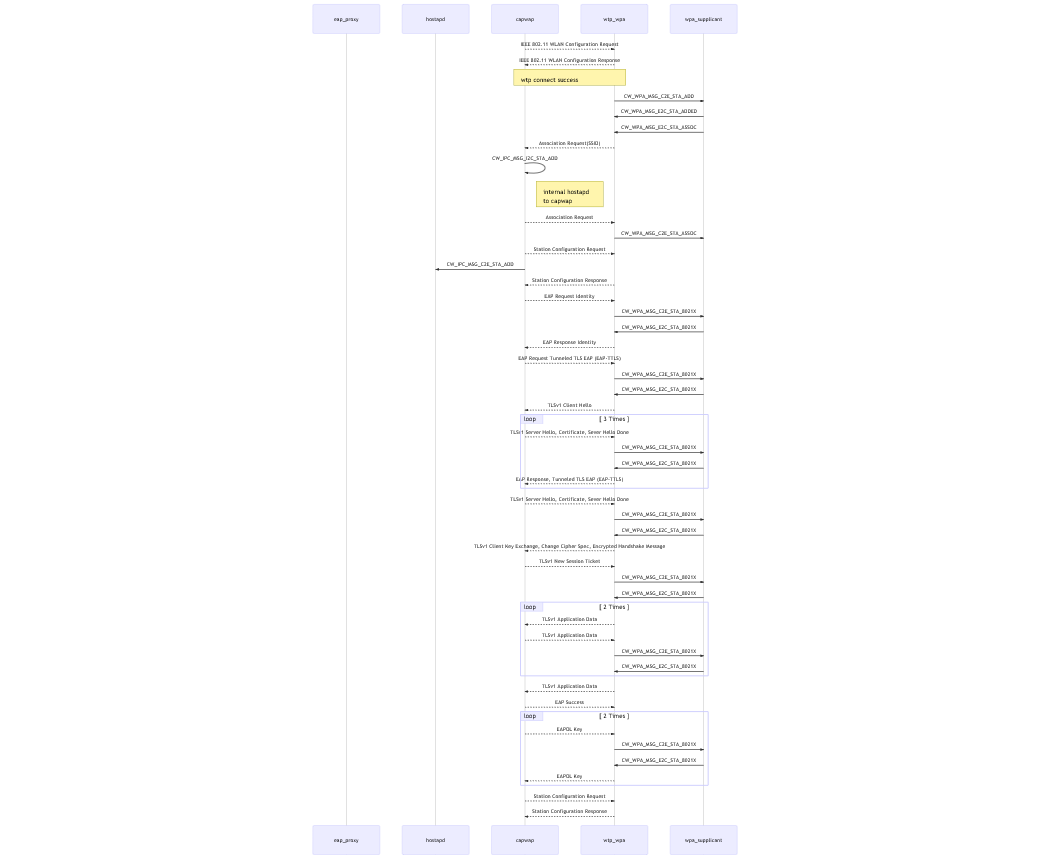 eap_proxy
hostapd
capwap
wtp_wpa
wpa_supplicant
IEEE 802.11 WLAN Configuration Request
IEEE 802.11 WLAN Configuration Response
wtp connect success
CW_WPA_MSG_C2E_STA_ADD
CW_WPA_MSG_E2C_STA_ADDED
CW_WPA_MSG_E2C_STA_ASSOC
Association Request(SSID)
CW_IPC_MSG_I2C_STA_ADD
internal hostapd
to capwap
Association Request
CW_WPA_MSG_C2E_STA_ASSOC
Station Configuration Request
CW_IPC_MSG_C2E_STA_ADD
Station Configuration Response
EAP Request Identity
CW_WPA_MSG_C2E_STA_8021X
CW_WPA_MSG_E2C_STA_8021X
EAP Response Identity
EAP Request Tunneled TLS EAP (EAP-TTLS)
CW_WPA_MSG_C2E_STA_8021X
CW_WPA_MSG_E2C_STA_8021X
TLSv1 Client Hello
loop
[ 3 Times ]
TLSv1 Server Hello, Certificate, Sever Hello Done
CW_WPA_MSG_C2E_STA_8021X
CW_WPA_MSG_E2C_STA_8021X
EAP Response, Tunneled TLS EAP (EAP-TTLS)
TLSv1 Server Hello, Certificate, Sever Hello Done
CW_WPA_MSG_C2E_STA_8021X
CW_WPA_MSG_E2C_STA_8021X
TLSv1 Client Key Exchange, Change Cipher Spec, Encrypted Handshake Message
TLSv1 New Session Ticket
CW_WPA_MSG_C2E_STA_8021X
CW_WPA_MSG_E2C_STA_8021X
loop
[ 2 Times ]
TLSv1 Application Data
TLSv1 Application Data
CW_WPA_MSG_C2E_STA_8021X
CW_WPA_MSG_E2C_STA_8021X
TLSv1 Application Data
EAP Success
loop
[ 2 Times ]
EAPOL Key
CW_WPA_MSG_C2E_STA_8021X
CW_WPA_MSG_E2C_STA_8021X
EAPOL Key
Station Configuration Request
Station Configuration Response
eap_proxy
hostapd
capwap
wtp_wpa
wpa_supplicant